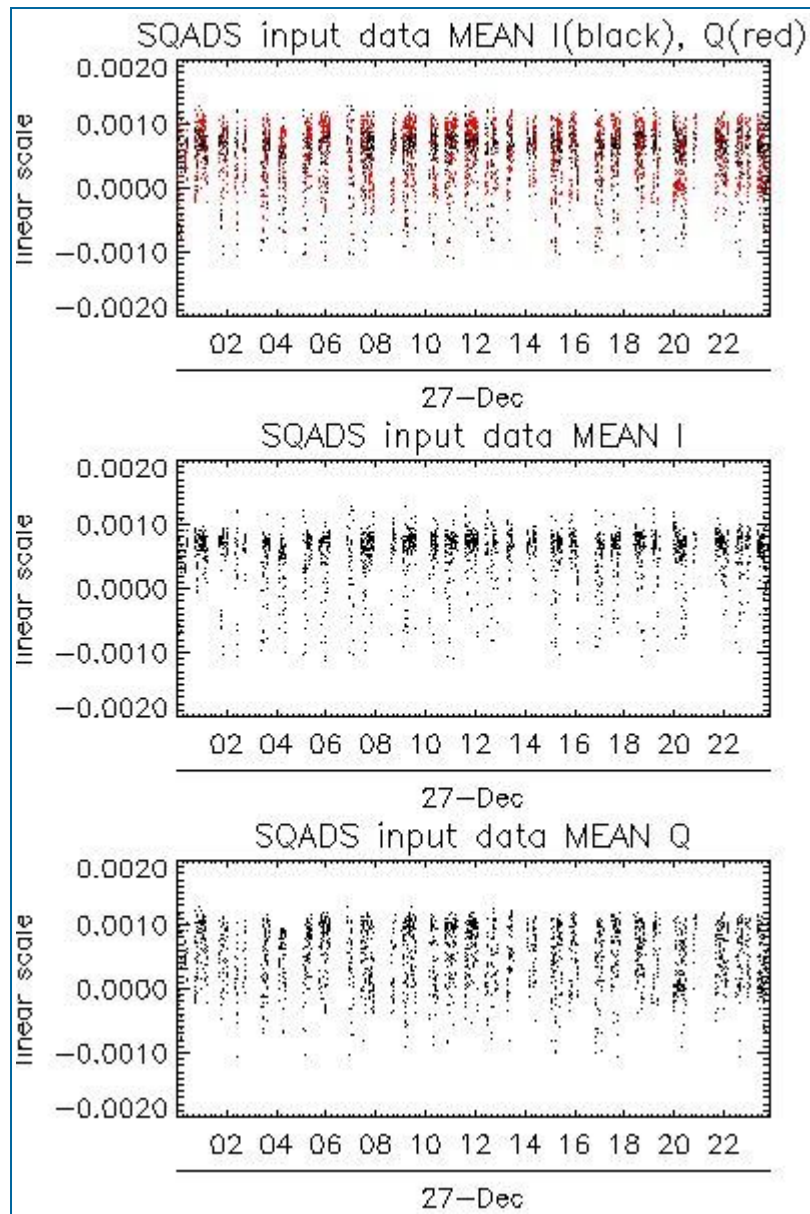 SQADS input data MEAN I(black), Q(red)
linear scale
0.0020
0.0010
0.0000
−0.0010
−0.0020
02 04 06 08 10 12 14 16 18 20 22
27−Dec
SQADS input data MEAN I
linear scale
0.0020
0.0010
0.0000
−0.0010
−0.0020
02 04 06 08 10 12 14 16 18 20 22
27−Dec
SQADS input data MEAN Q
linear scale
0.0020
0.0010
0.0000
−0.0010
−0.0020
02 04 06 08 10 12 14 16 18 20 22
27−Dec